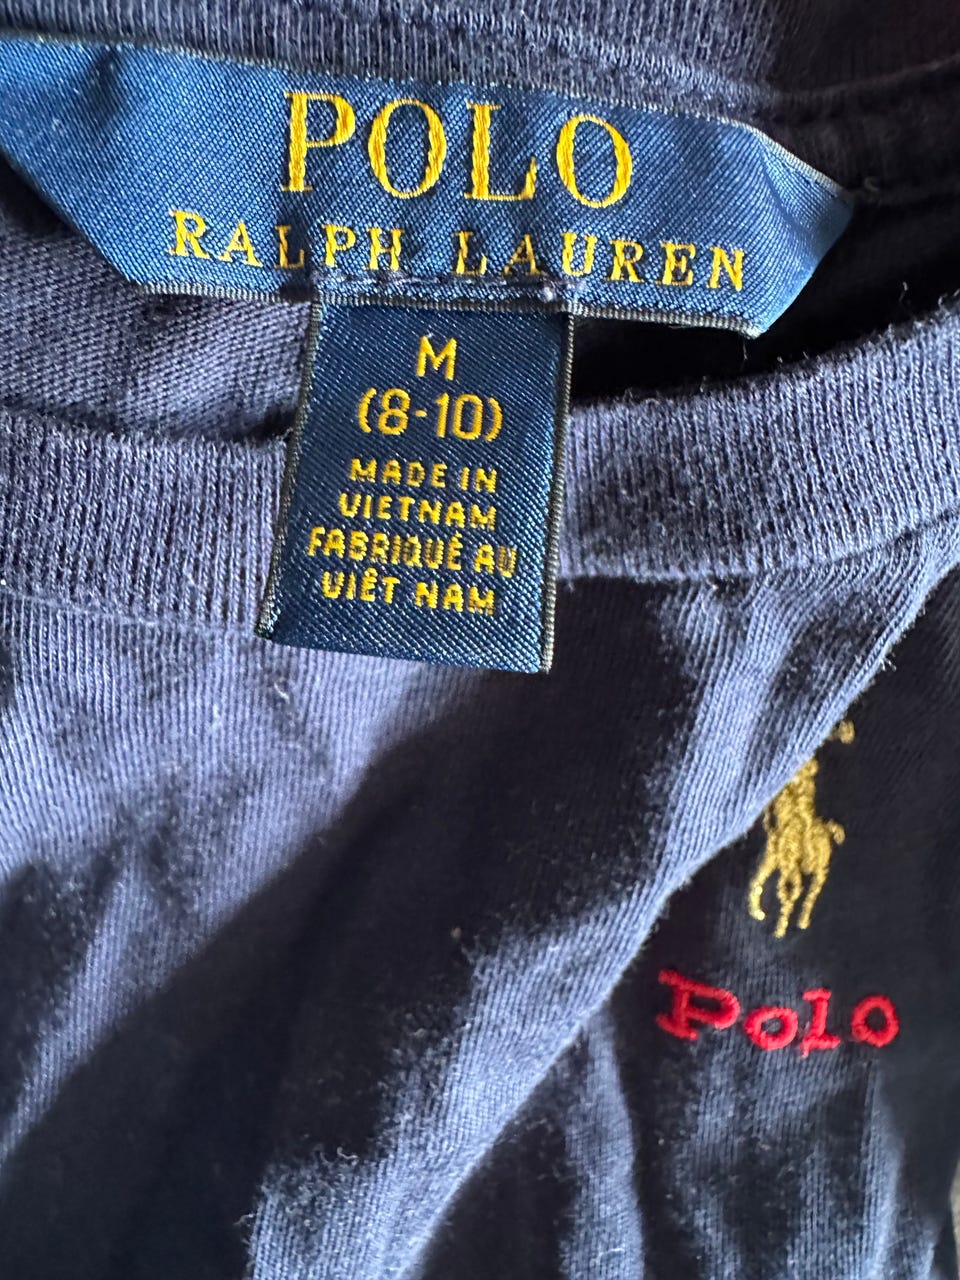 POLO
RALPH LAUREN
M
(8-10)
MADE IN
VIETNAM
FABRIQUÉ AU
VIÊT NAM
Polo